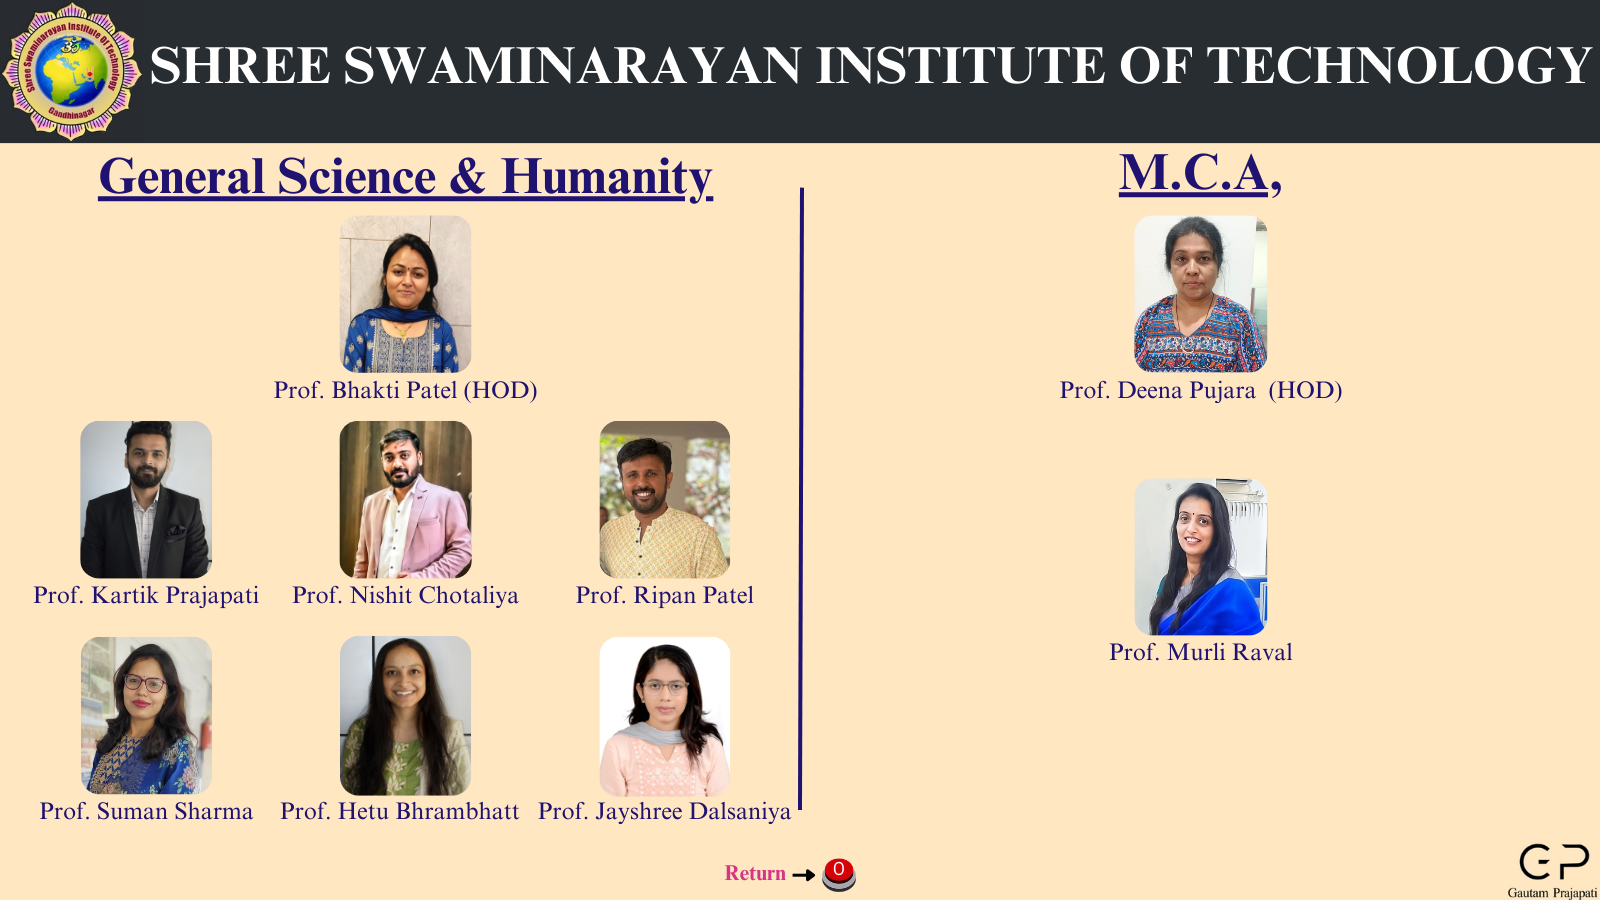 Shree Swaminarayan Institute Of Technology
ॐ
Gandhinagar
SHREE SWAMINARAYAN INSTITUTE OF TECHNOLOGY
General Science & Humanity
Prof. Bhakti Patel (HOD)
Prof. Kartik Prajapati
Prof. Nishit Chotaliya
Prof. Ripan Patel
Prof. Suman Sharma
Prof. Hetu Bhrambhatt
Prof. Jayshree Dalsaniya
M.C.A,
Prof. Deena Pujara (HOD)
Prof. Murli Raval
Return
0
GP
Gautam Prajapati